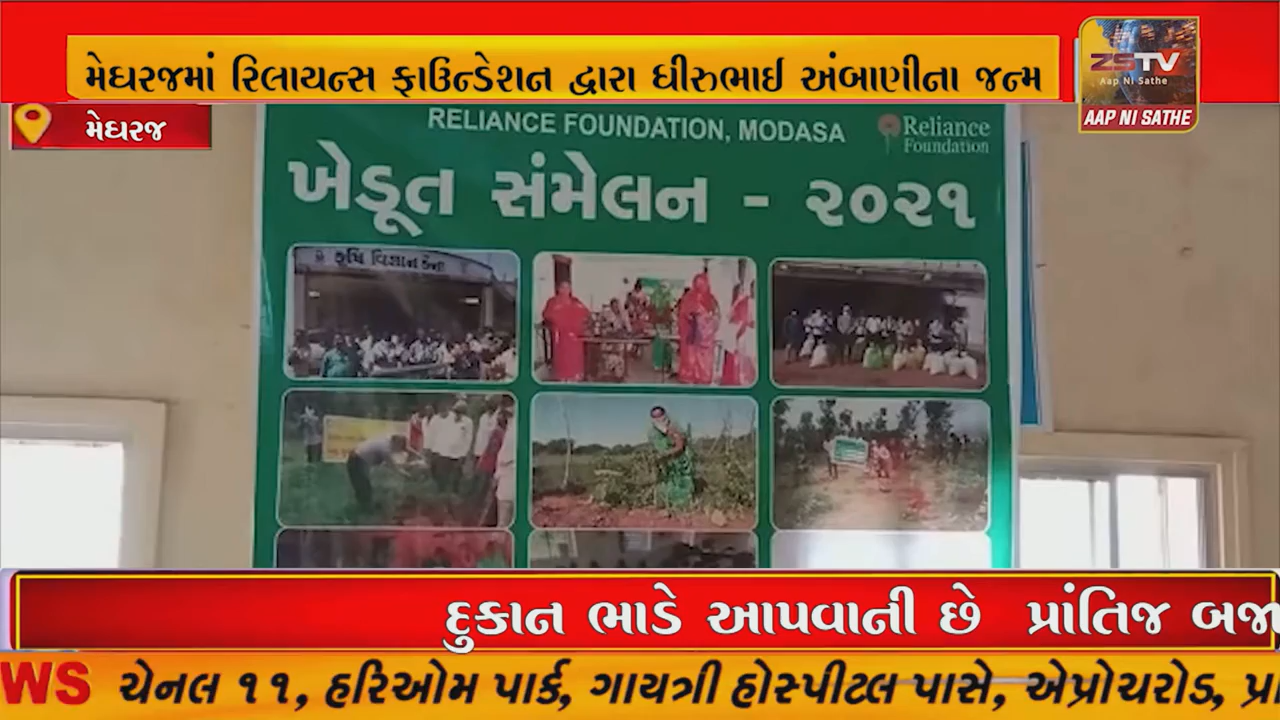 મેઘરજમાં રિલાયન્સ ફાઉન્ડેશન દ્વારા ધીરુભાઈ અંબાણીના જન્મ
ZSTV
Aap Ni Sathe
AAP NI SATHE
મેઘરજ
RELIANCE FOUNDATION, MODASA
Reliance
Foundation
ખેડૂત સંમેલન - ૨૦૨૧
કૃષિ વિજ્ઞાન કેન્દ્ર
દુકાન ભાડે આપવાની છે પ્રાંતિજ બજા
WS ચેનલ ૧૧, હરિઓમ પાર્ક, ગાયત્રી હોસ્પીટલ પાસે, એપ્રોચરોડ, પ્રાં